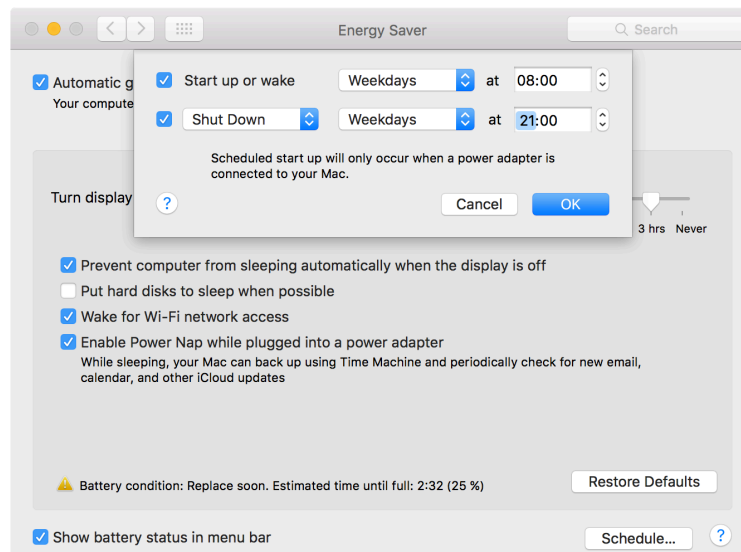 Energy Saver
Search
Automatic g
Your compute
Start up or wake Weekdays at 08:00
Shut Down Weekdays at 21:00
Scheduled start up will only occur when a power adapter is
connected to your Mac.
? Cancel OK
Turn display
3 hrs Never
Prevent computer from sleeping automatically when the display is off
Put hard disks to sleep when possible
Wake for Wi-Fi network access
Enable Power Nap while plugged into a power adapter
While sleeping, your Mac can back up using Time Machine and periodically check for new email,
calendar, and other iCloud updates
Battery condition: Replace soon. Estimated time until full: 2:32 (25 %)
Restore Defaults
Show battery status in menu bar
Schedule... ?